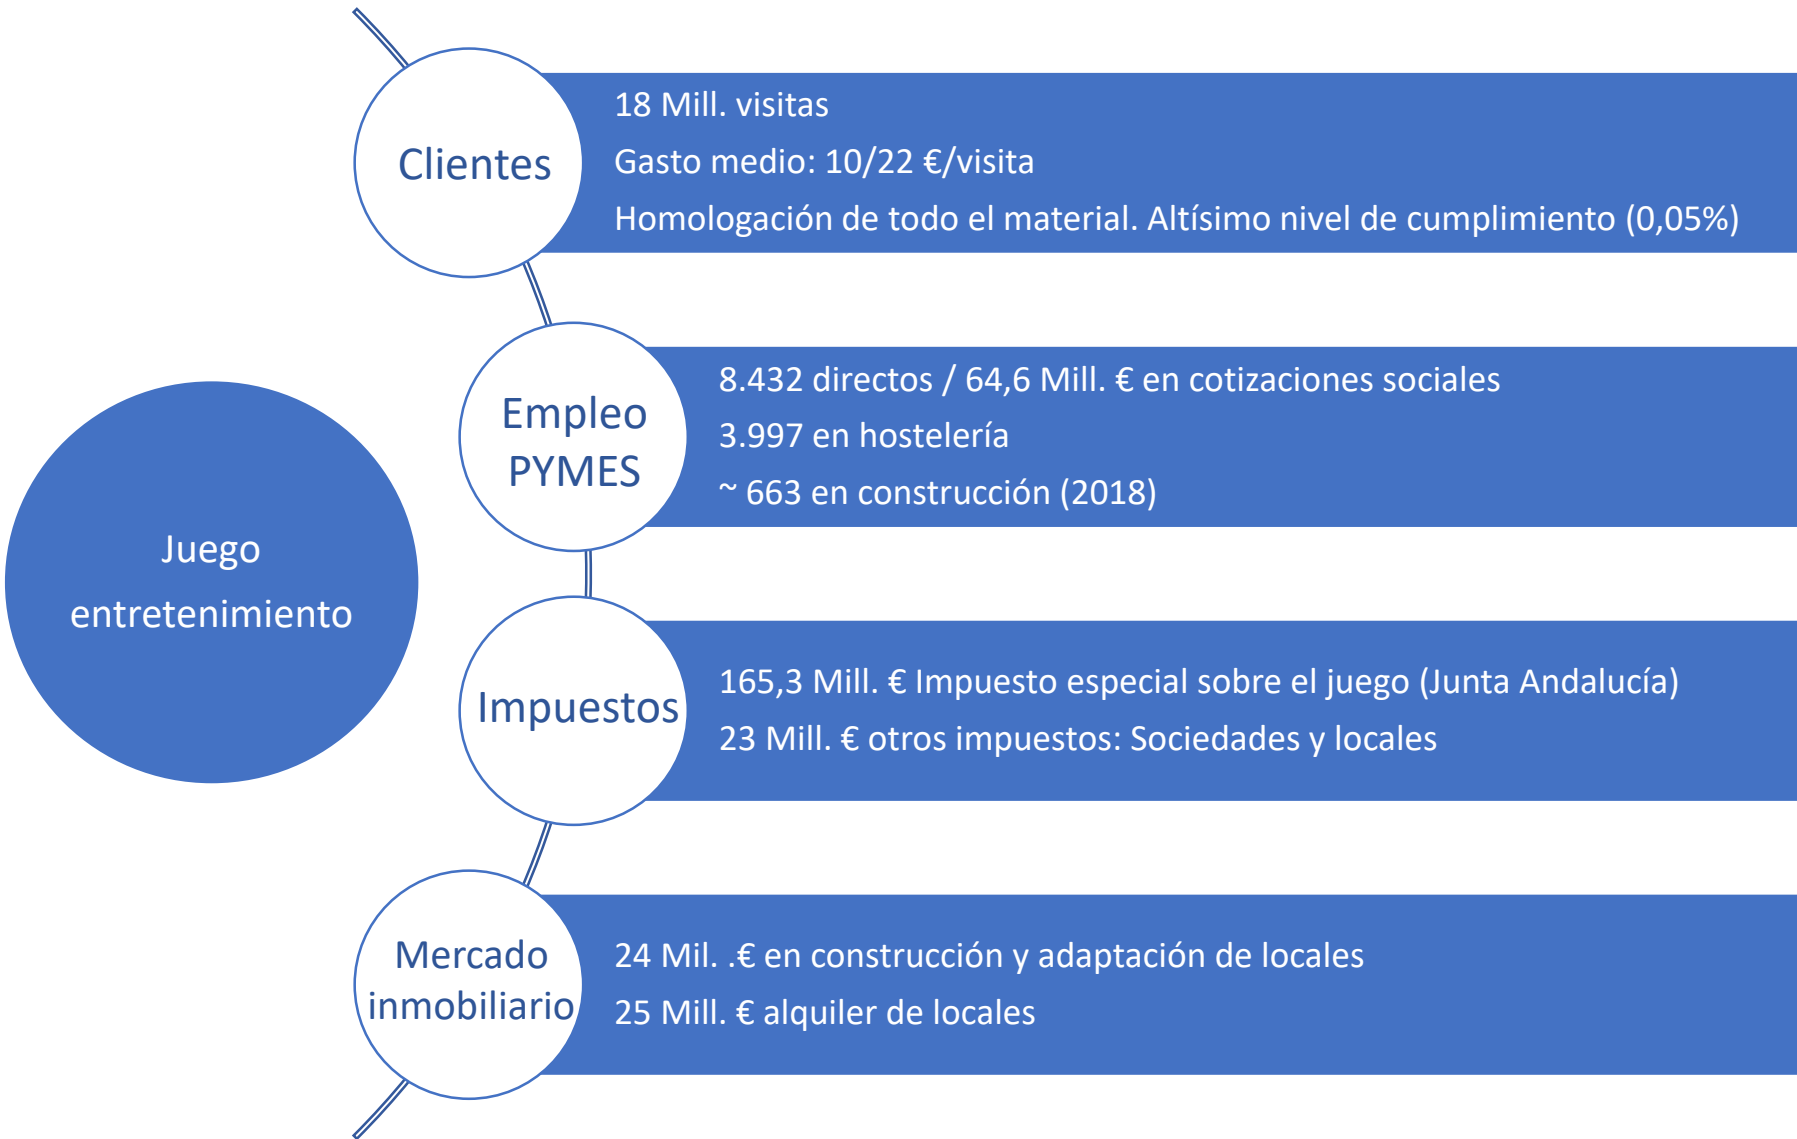 Clientes
18 Mill. visitas
Gasto medio: 10/22 €/visita
Homologación de todo el material. Altísimo nivel de cumplimiento (0,05%)
Empleo
PYMES
8.432 directos / 64,6 Mill. € en cotizaciones sociales
3.997 en hostelería
~ 663 en construcción (2018)
Juego
entretenimiento
Impuestos
165,3 Mill. € Impuesto especial sobre el juego (Junta Andalucía)
23 Mill. € otros impuestos: Sociedades y locales
Mercado
inmobiliario
24 Mil. .€ en construcción y adaptación de locales
25 Mill. € alquiler de locales